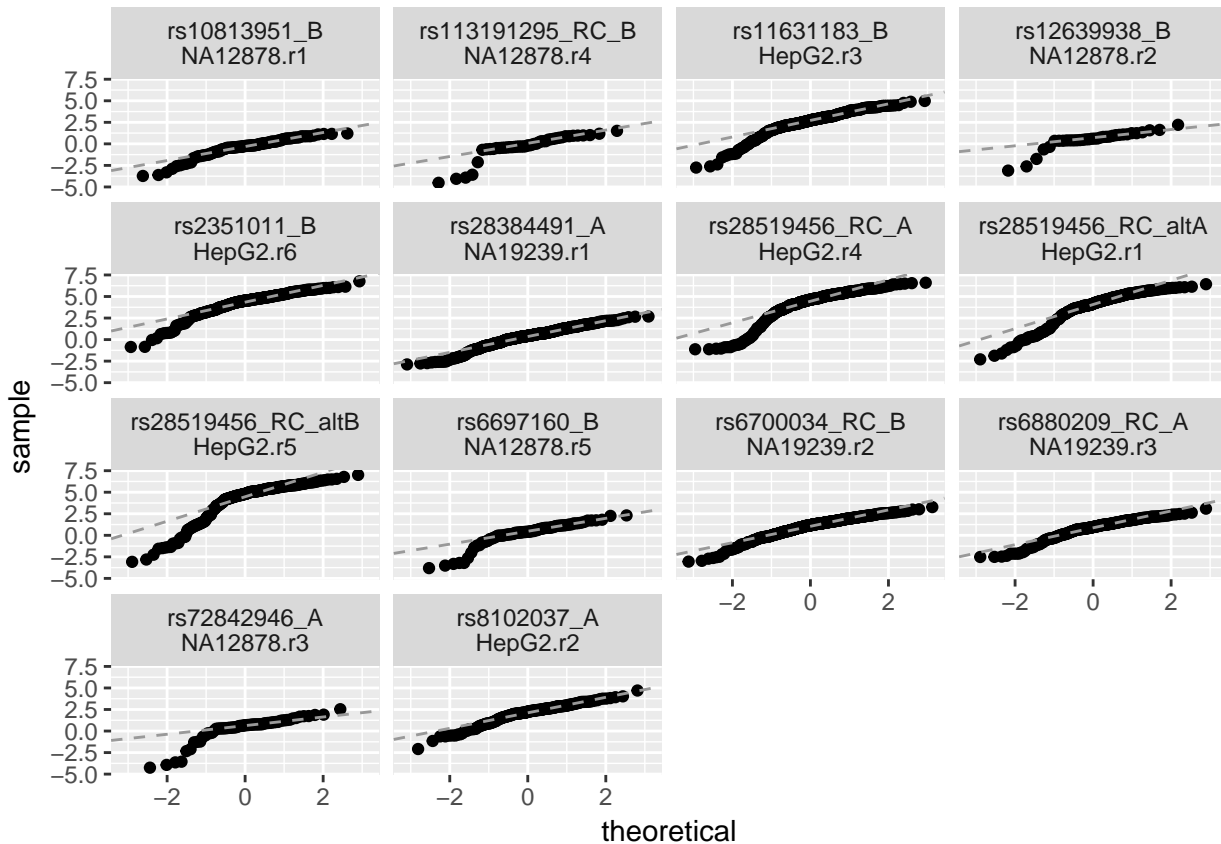 rs10813951_B
NA12878.r1
rs113191295_RC_B
NA12878.r4
rs11631183_B
HepG2.r3
rs12639938_B
NA12878.r2
7.5
5.0
2.5
0.0
−2.5
−5.0
rs2351011_B
HepG2.r6
rs28384491_A
NA19239.r1
rs28519456_RC_A
HepG2.r4
rs28519456_RC_altA
HepG2.r1
7.5
5.0
2.5
0.0
−2.5
−5.0
rs28519456_RC_altB
HepG2.r5
rs6697160_B
NA12878.r5
rs6700034_RC_B
NA19239.r2
rs6880209_RC_A
NA19239.r3
7.5
5.0
2.5
0.0
−2.5
−5.0
−2 0 2
−2 0 2
rs72842946_A
NA12878.r3
rs8102037_A
HepG2.r2
7.5
5.0
2.5
0.0
−2.5
−5.0
−2 0 2
−2 0 2
sample
theoretical